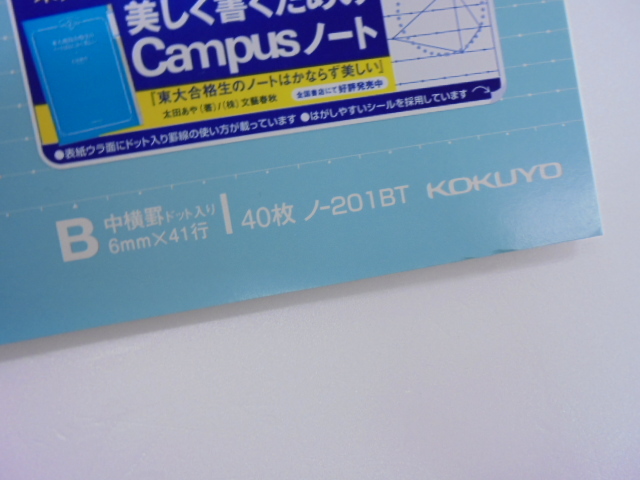 美しく書くための
Campusノート
『東大合格生のノートはかならず美しい』
太田あや(著)/(株)文藝春秋
全国書店にて好評発売中
●表紙ウラ面にドット入り罫線の使い方が載っています ●はがしやすいシールを採用しています
B 中横罫ドット入り
6mm×41行
40枚 ノ-201BT KOKUYO